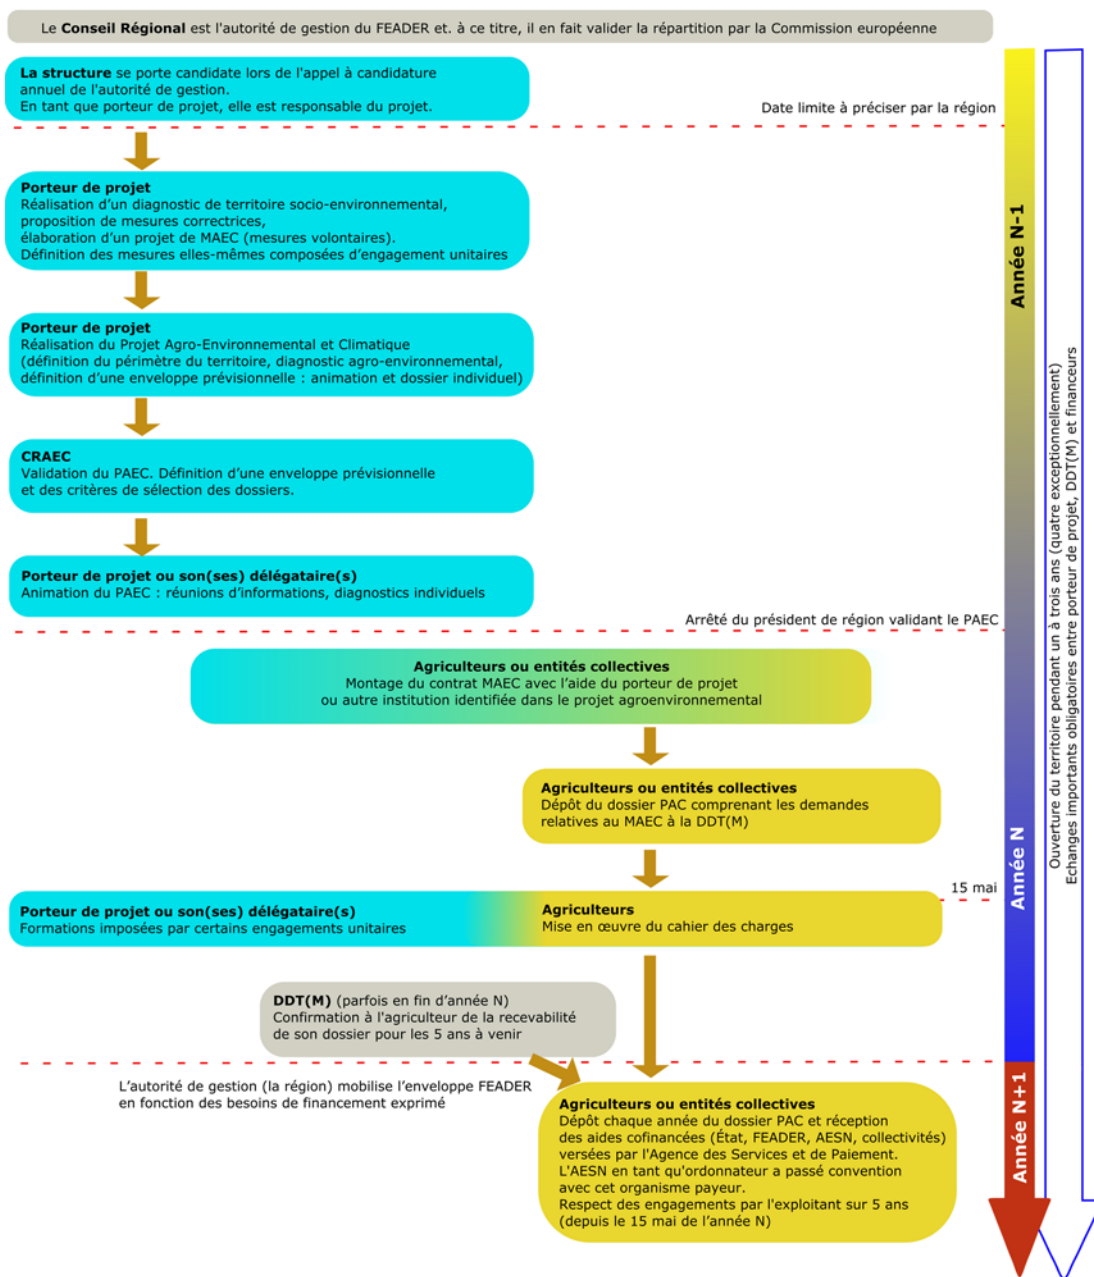 Le Conseil Régional est l'autorité de gestion du FEADER et. à ce titre, il en fait valider la répartition par la Commission européenne
La structure se porte candidate lors de l'appel à candidature
annuel de l'autorité de gestion.
En tant que porteur de projet, elle est responsable du projet.
Date limite à préciser par la région
Porteur de projet
Réalisation d'un diagnostic de territoire socio-environnemental,
proposition de mesures correctrices,
élaboration d'un projet de MAEC (mesures volontaires).
Définition des mesures elles-mêmes composées d'engagement unitaires
Porteur de projet
Réalisation du Projet Agro-Environnemental et Climatique
(définition du périmètre du territoire, diagnostic agro-environnemental,
définition d'une enveloppe prévisionnelle : animation et dossier individuel)
CRAEC
Validation du PAEC. Définition d'une enveloppe prévisionnelle
et des critères de sélection des dossiers.
Porteur de projet ou son(ses) délégataire(s)
Animation du PAEC : réunions d'informations, diagnostics individuels
Arrêté du président de région validant le PAEC
Agriculteurs ou entités collectives
Montage du contrat MAEC avec l'aide du porteur de projet
ou autre institution identifiée dans le projet agroenvironnemental
Agriculteurs ou entités collectives
Dépôt du dossier PAC comprenant les demandes
relatives au MAEC à la DDT(M)
15 mai
Porteur de projet ou son(ses) délégataire(s)
Formations imposées par certains engagements unitaires
Agriculteurs
Mise en œuvre du cahier des charges
DDT(M) (parfois en fin d'année N)
Confirmation à l'agriculteur de la recevabilité
de son dossier pour les 5 ans à venir
L'autorité de gestion (la région) mobilise l'enveloppe FEADER
en fonction des besoins de financement exprimé
Agriculteurs ou entités collectives
Dépôt chaque année du dossier PAC et réception
des aides cofinancées (État, FEADER, AESN, collectivités)
versées par l'Agence des Services et de Paiement.
L'AESN en tant qu'ordonnateur a passé convention
avec cet organisme payeur.
Respect des engagements par l'exploitant sur 5 ans
(depuis le 15 mai de l'année N)
Année N-1
Année N
Année N+1
Ouverture du territoire pendant un à trois ans (quatre exceptionnellement)
Echanges importants obligatoires entre porteur de projet, DDT(M) et financeurs